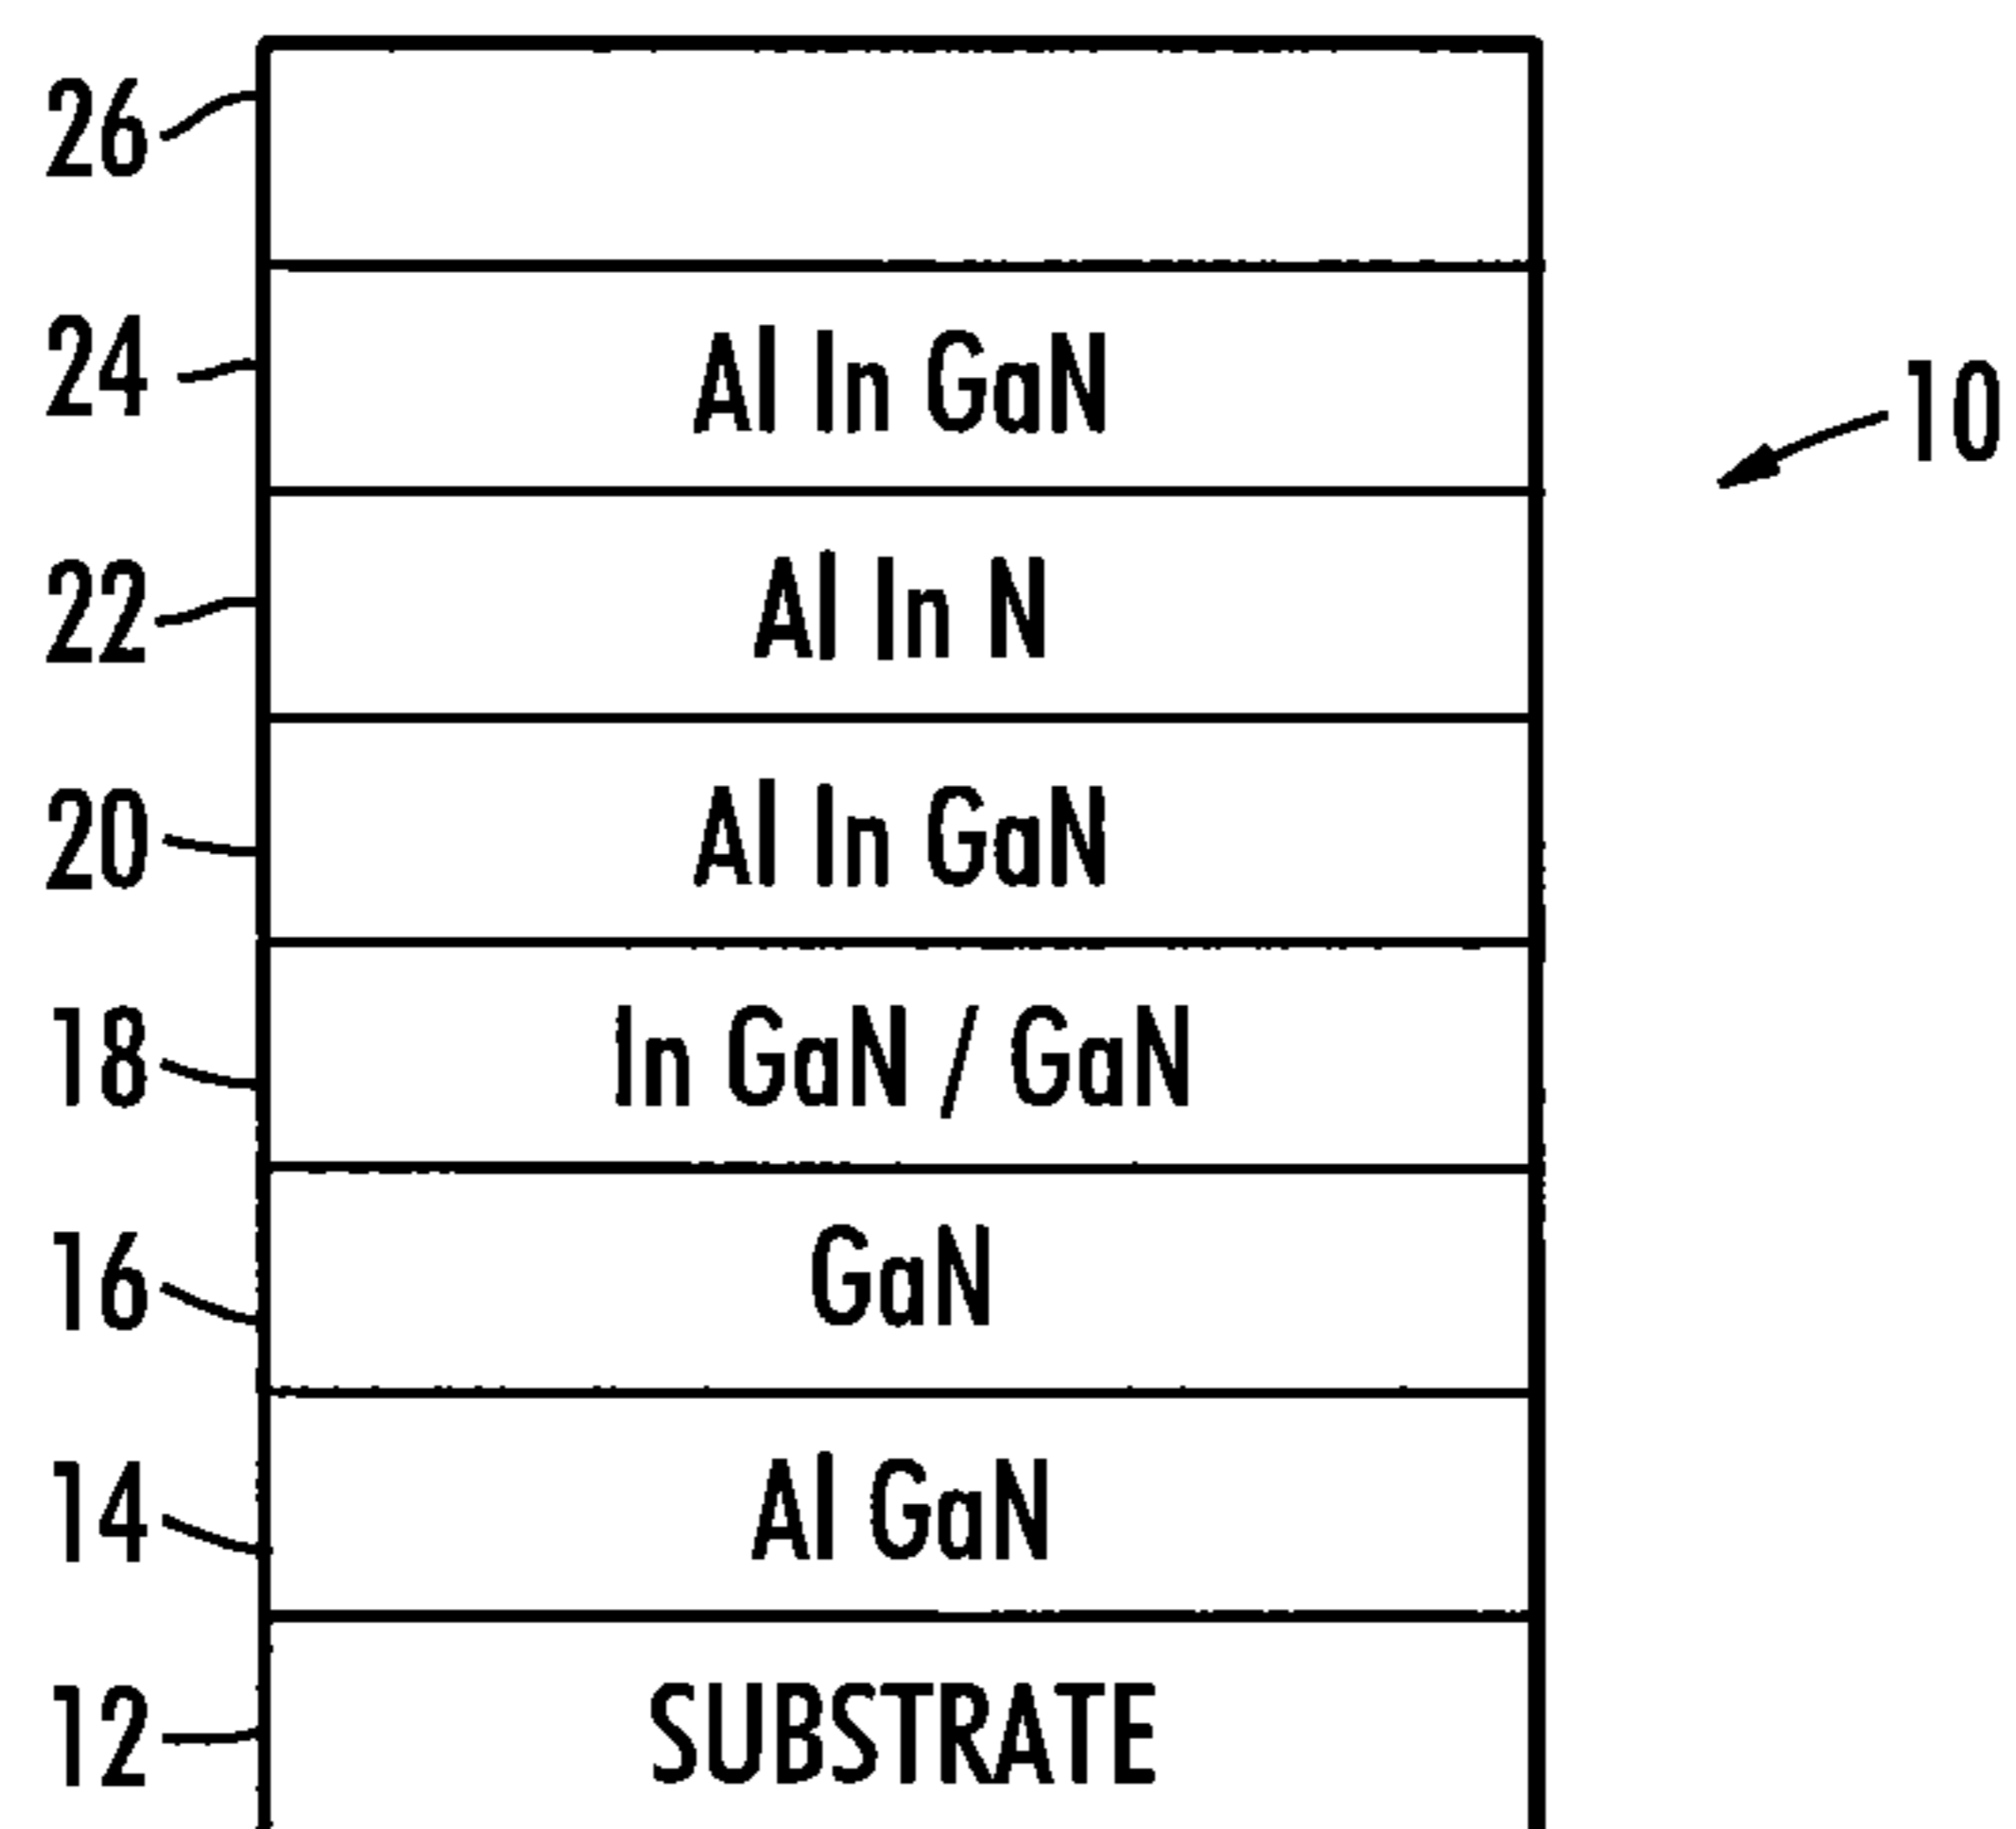 26
24 Al In GaN
10
22 Al In N
20 Al In GaN
18 In GaN / GaN
16 GaN
14 Al GaN
12 SUBSTRATE